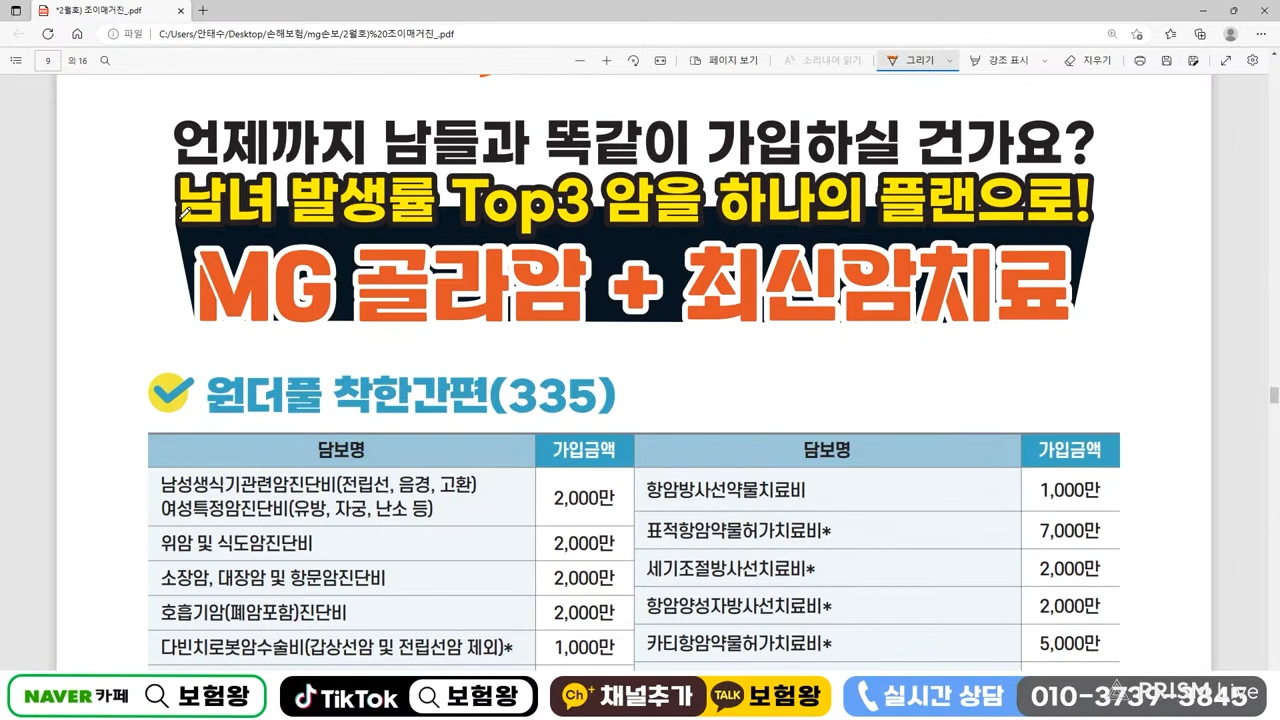 *2월호) 조이매거진_.pdf
파일
C:/Users/안태수/Desktop/손해보험/mg손보/2월호)%20조이매거진_.pdf
9 의 16
페이지 보기
소리내어 읽기
그리기
강조 표시
지우기
언제까지 남들과 똑같이 가입하실 건가요?
남녀 발생률 Top3 암을 하나의 플랜으로!
MG 골라암 + 최신암치료
원더풀 착한간편(335)
담보명 가입금액 담보명 가입금액
남성생식기관련암진단비(전립선, 음경, 고환)
여성특정암진단비(유방, 자궁, 난소 등) 2,000만
항암방사선약물치료비 1,000만
위암 및 식도암진단비 2,000만
표적항암약물허가치료비* 7,000만
소장암, 대장암 및 항문암진단비 2,000만
세기조절방사선치료비* 2,000만
호흡기암(폐암포함)진단비 2,000만
항암양성자방사선치료비* 2,000만
다빈치로봇암수술비(갑상선암 및 전립선암 제외)* 1,000만
카티항암약물허가치료비* 5,000만
NAVER 카페 보험왕
TikTok 보험왕
Ch+ 채널추가
TALK 보험왕
실시간 상담 010-3739-5845
PRISM Live